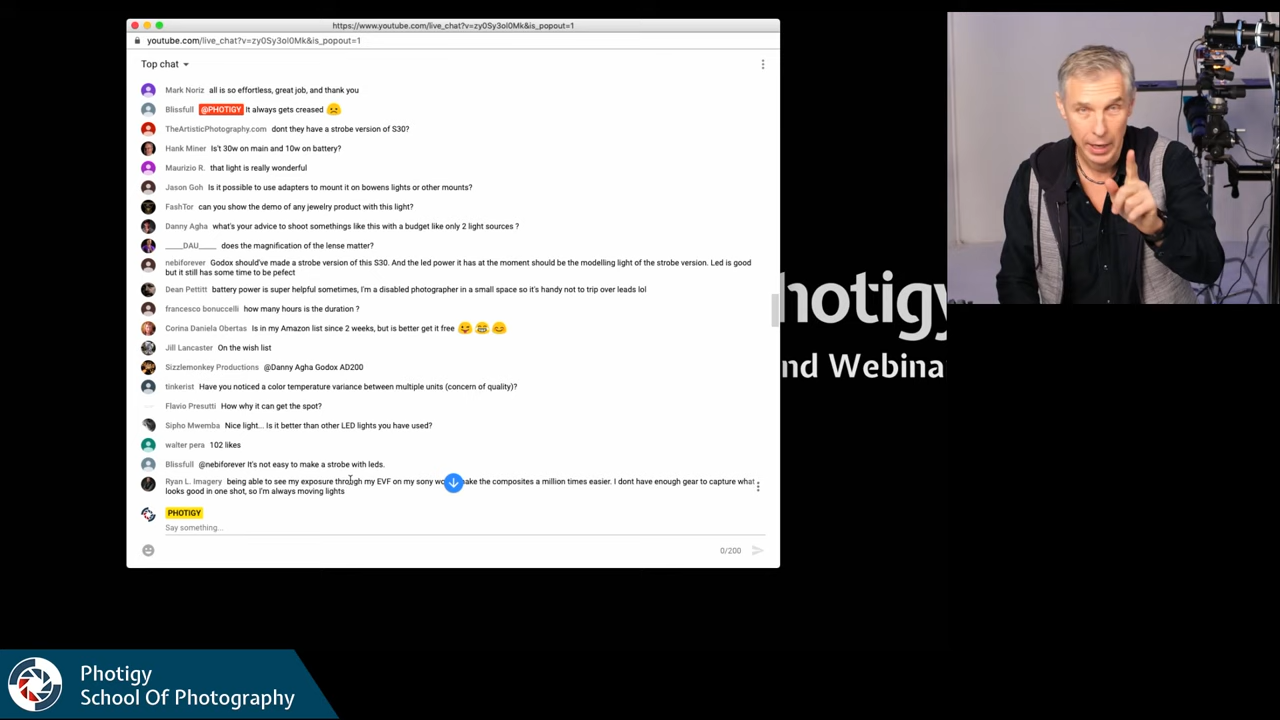 https://www.youtube.com/live_chat?v=zy0Sy3ol0Mk&is_popout=1
youtube.com/live_chat?v=zy0Sy3ol0Mk&is_popout=1
Top chat
Mark Noriz all is so effortless, great job, and thank you
Blissfull @PHOTIGY It always gets creased
TheArtisticPhotography.com dont they have a strobe version of S30?
Hank Miner Is't 30w on main and 10w on battery?
Maurizio R. that light is really wonderful
Jason Goh Is it possible to use adapters to mount it on bowens lights or other mounts?
FashTor can you show the demo of any jewelry product with this light?
Danny Agha what's your advice to shoot somethings like this with a budget like only 2 light sources ?
_____DAU_____ does the magnification of the lense matter?
nebiforever Godox should've made a strobe version of this S30. And the led power it has at the moment should be the modelling light of the strobe version. Led is good
but it still has some time to be pefect
Dean Pettitt battery power is super helpful sometimes, I'm a disabled photographer in a small space so it's handy not to trip over leads lol
francesco bonuccelli how many hours is the duration ?
Corina Daniela Obertas Is in my Amazon list since 2 weeks, but is better get it free
Jill Lancaster On the wish list
Sizzlemonkey Productions @Danny Agha Godox AD200
tinkerist Have you noticed a color temperature variance between multiple units (concern of quality)?
Flavio Presutti How why it can get the spot?
Sipho Mwemba Nice light... Is it better than other LED lights you have used?
walter pera 102 likes
Blissfull @nebiforever It's not easy to make a strobe with leds.
Ryan L. Imagery being able to see my exposure through my EVF on my sony wo ake the composites a million times easier. I dont have enough gear to capture what
looks good in one shot, so I'm always moving lights
PHOTIGY
Say something...
0/200
hotigy
nd Webina
Photigy
School Of Photography